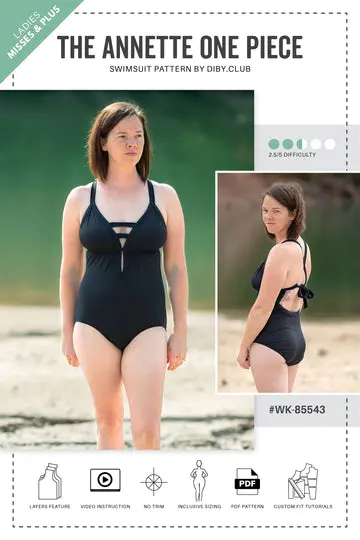 LADIES
MISSES & PLUS
THE ANNETTE ONE PIECE
SWIMSUIT PATTERN BY DIBY.CLUB
2.5/5 DIFFICULTY
#WK-85543
LAYERS FEATURE
VIDEO INSTRUCTION
NO TRIM
INCLUSIVE SIZING
PDF
PDF PATTERN
CUSTOM FIT TUTORIALS